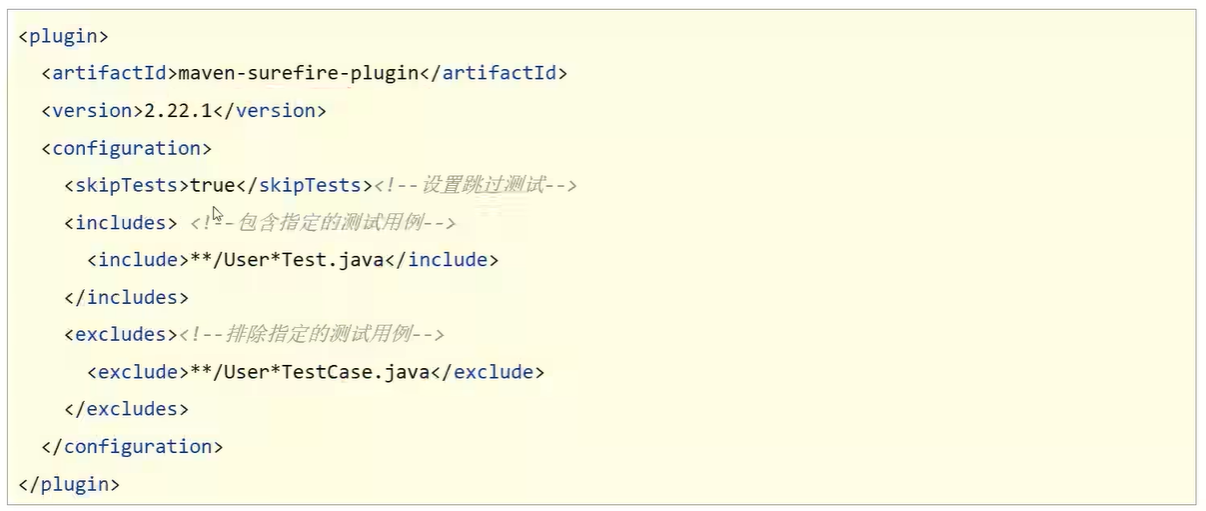 <plugin>
  <artifactId>maven-surefire-plugin</artifactId>
  <version>2.22.1</version>
  <configuration>
    <skipTests>true</skipTests><!--设置跳过测试-->
    <includes> <!--包含指定的测试用例-->
      <include>**/User*Test.java</include>
    </includes>
    <excludes><!--排除指定的测试用例-->
      <exclude>**/User*TestCase.java</exclude>
    </excludes>
  </configuration>
</plugin>